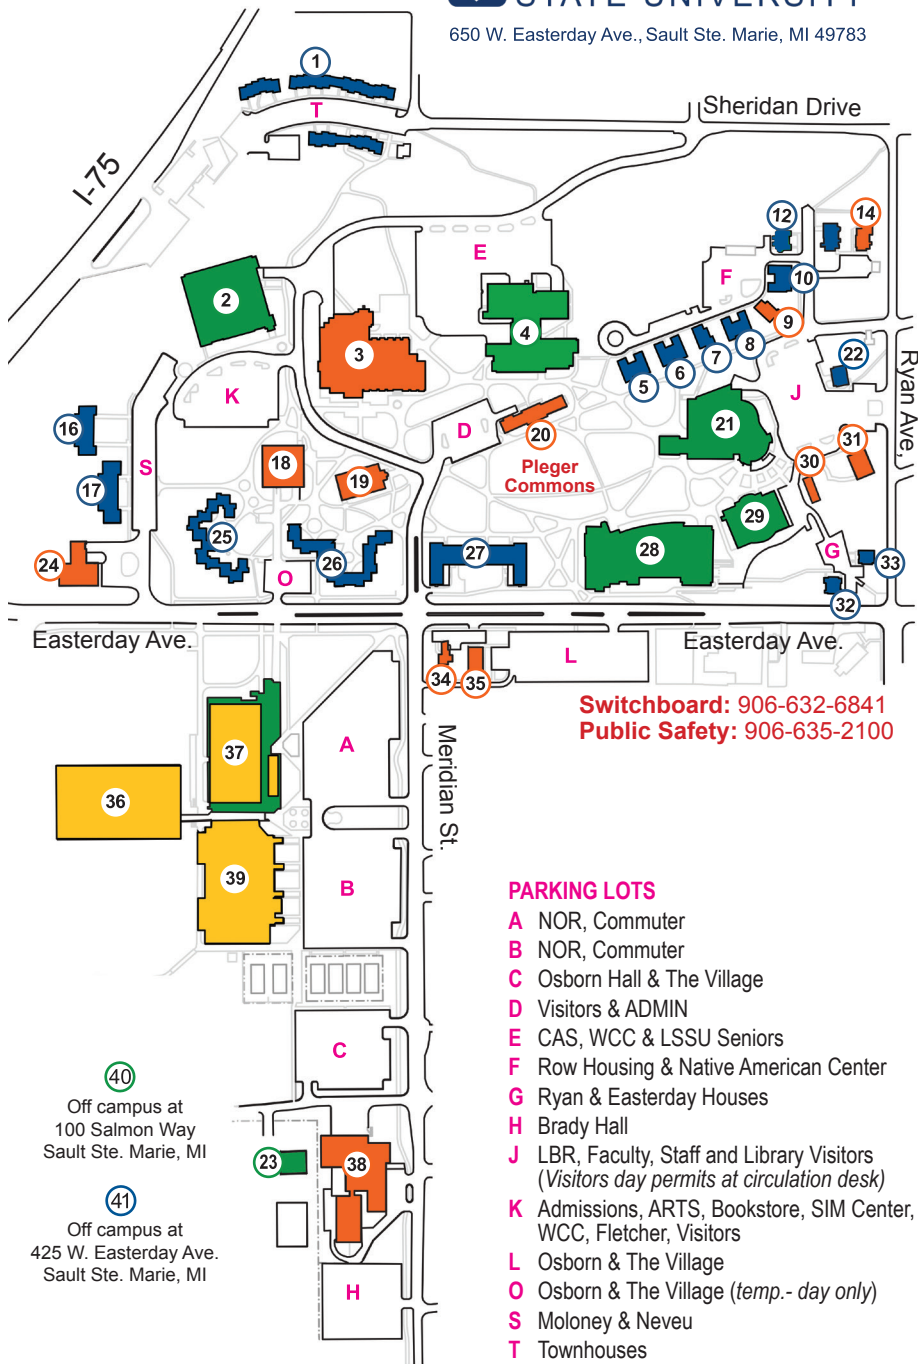 STATE UNIVERSITY
650 W. Easterday Ave., Sault Ste. Marie, MI 49783
1
T
Sheridan Drive
I-75
12
14
E
F
10
2
9
4
3
8
7
22
6
5
Ryan Ave,
K
J
16
D
21
20
31
S
18
Pleger
Commons
30
17
19
29
25
26
27
28
G
24
O
33
32
Easterday Ave.
Easterday Ave.
L
34
35
Switchboard: 906-632-6841
Public Safety: 906-635-2100
A
37
36
Meridian St.
39
B
PARKING LOTS
A NOR, Commuter
B NOR, Commuter
C Osborn Hall & The Village
D Visitors & ADMIN
E CAS, WCC & LSSU Seniors
F Row Housing & Native American Center
G Ryan & Easterday Houses
H Brady Hall
J LBR, Faculty, Staff and Library Visitors
(Visitors day permits at circulation desk)
K Admissions, ARTS, Bookstore, SIM Center,
WCC, Fletcher, Visitors
L Osborn & The Village
O Osborn & The Village (temp.- day only)
S Moloney & Neveu
T Townhouses
C
40
Off campus at
100 Salmon Way
Sault Ste. Marie, MI
23
38
41
Off campus at
425 W. Easterday Ave.
Sault Ste. Marie, MI
H